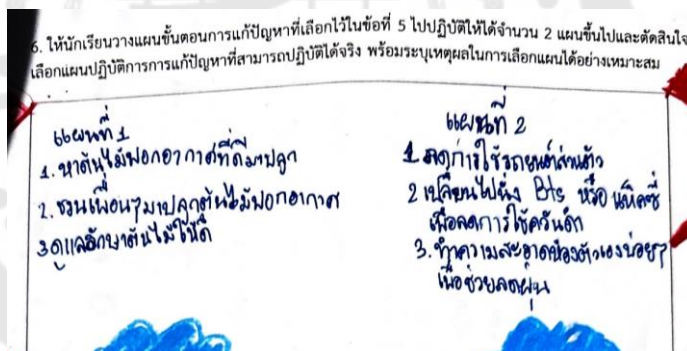 6. ให้นักเรียนวางแผนขั้นตอนการแก้ปัญหาที่เลือกไว้ในข้อที่ 5 ไปปฏิบัติให้ได้จำนวน 2 แผนขึ้นไปและตัดสินใจ
เลือกแผนปฏิบัติการการแก้ปัญหาที่สามารถปฏิบัติได้จริง พร้อมระบุเหตุผลในการเลือกแผนได้อย่างเหมาะสม
แผนที่ 1
1. หาต้นไม้ฟอกอากาศที่ดีมาปลูก
2. ชวนเพื่อนๆมาปลูกต้นไม้ฟอกอากาศ
3 ดูแลรักษาต้นไม้ให้ดี
แผนที่ 2
1 ลดการใช้รถยนต์ส่วนตัว
2 เปลี่ยนไปนั่ง Bts หรือ แท็คซี่
เพื่อลดการใช้ควันดำ
3. ทำความสะอาดห้องตัวเองบ่อยๆ
เพื่อช่วยลดฝุ่น